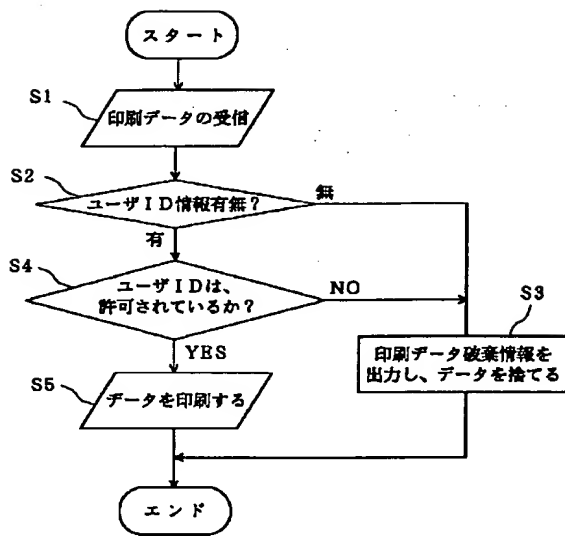 スタート
S1
印刷データの受信
S2
ユーザID情報有無?
無
有
S4
ユーザIDは、
許可されているか?
NO
S3
YES
印刷データ破棄情報を
出力し、データを捨てる
S5
データを印刷する
エンド